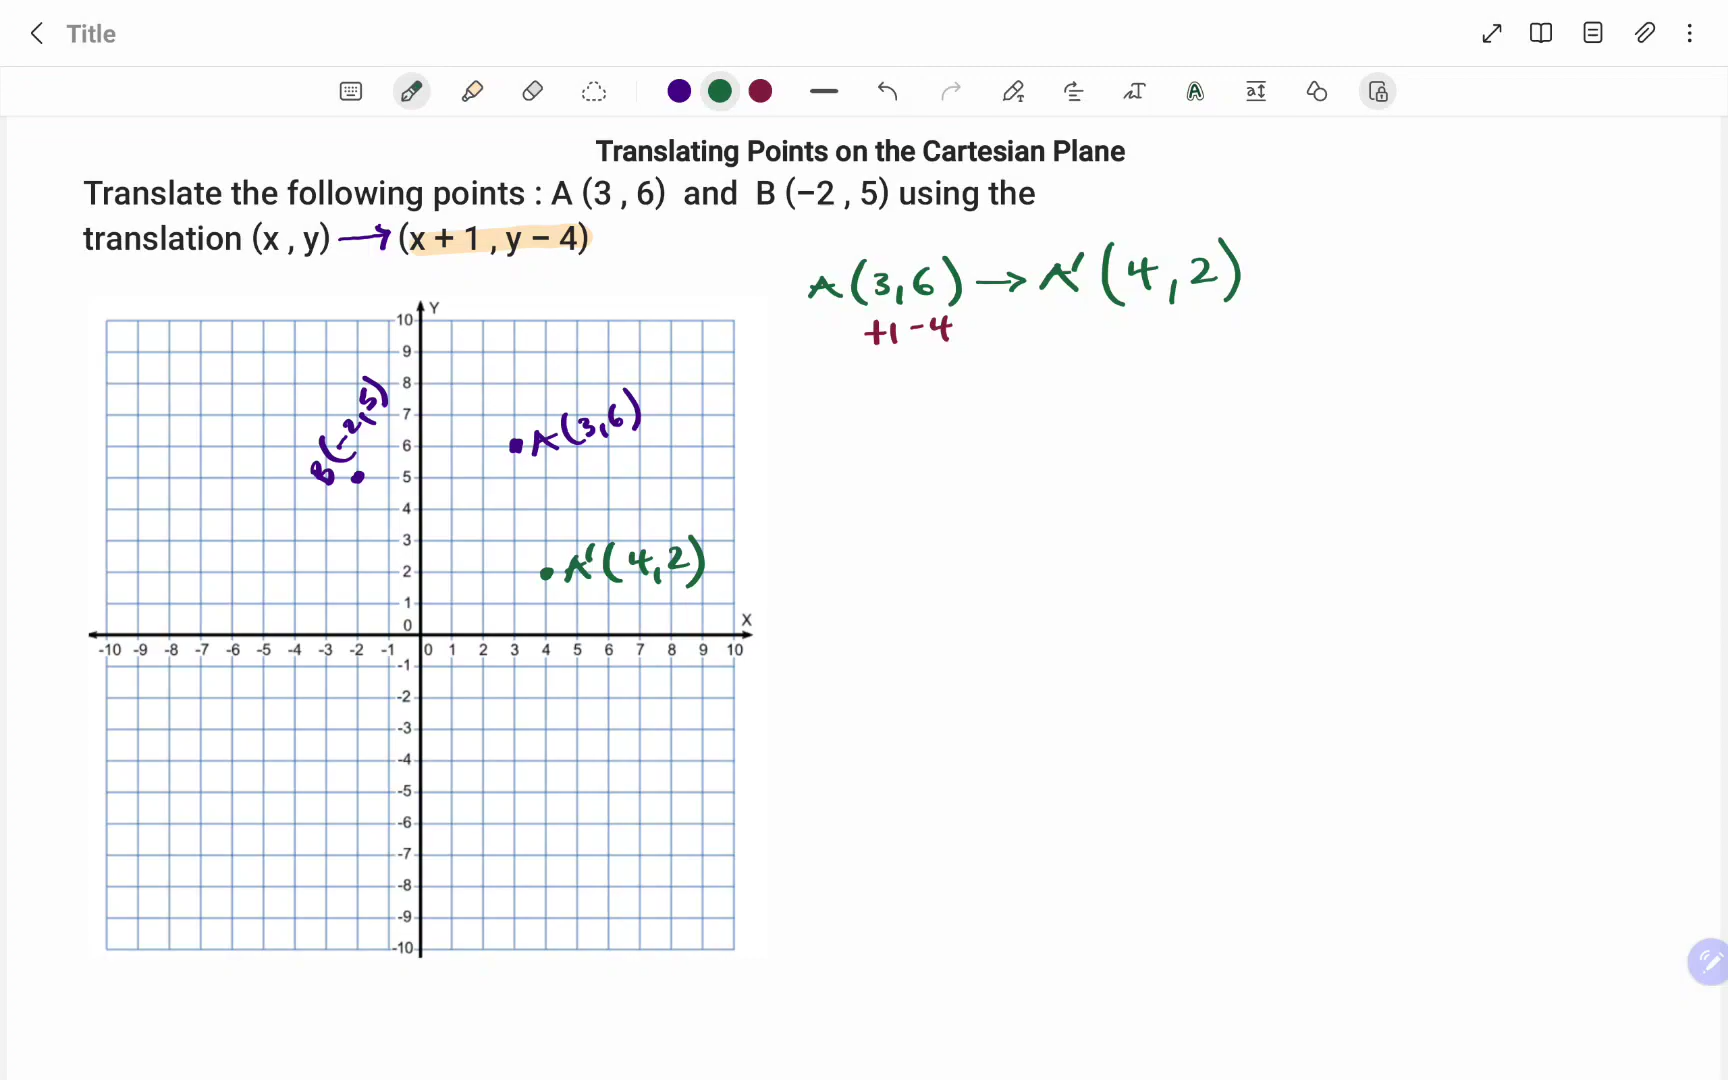 Title
Translating Points on the Cartesian Plane
Translate the following points : A (3 , 6)  and  B (−2 , 5) using the
translation (x , y) → (x + 1 , y − 4)
A(3,6) → A'(4,2)
+1 -4
Y
10
9
8
7
6
5
4
3
2
1
0
B(-2,5)
A(3,6)
A'(4,2)
X
-10 -9 -8 -7 -6 -5 -4 -3 -2 -1 0 1 2 3 4 5 6 7 8 9 10
-1
-2
-3
-4
-5
-6
-7
-8
-9
-10